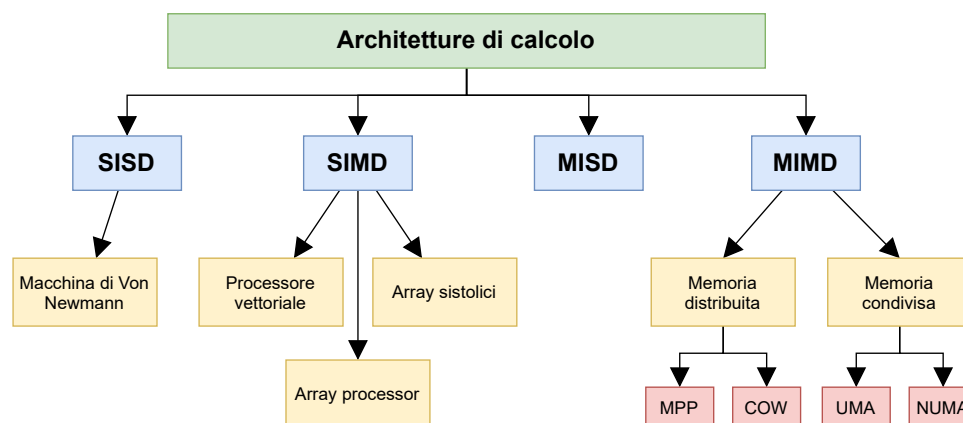 Architetture di calcolo
SISD
SIMD
MISD
MIMD
Macchina di Von
Newmann
Processore
vettoriale
Array sistolici
Memoria
distribuita
Memoria
condivisa
Array processor
MPP
COW
UMA
NUMA